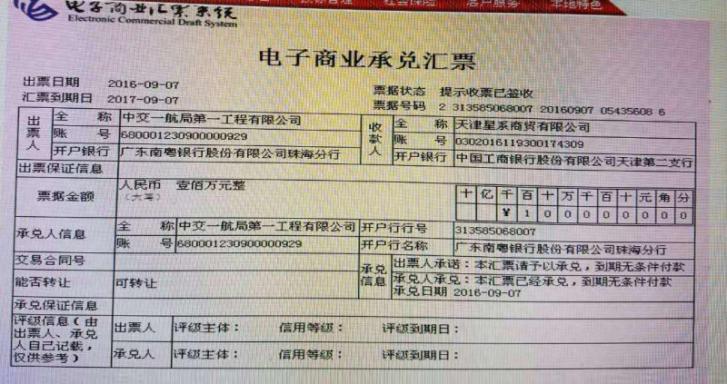 电子商业汇票系统
Electronic Commercial Draft System
客户服务
本地特色
电子商业承兑汇票
出票日期 2016-09-07
票据状态 提示收票已签收
汇票到期日 2017-09-07
票据号码 2 313585068007 20160907 05435608 6
出票人 全称 中交一航局第一工程有限公司 收款人 全称 天津星系商贸有限公司
账号 680001230900000929 账号 0302016119300174309
开户银行 广东南粤银行股份有限公司珠海分行 开户银行 中国工商银行股份有限公司天津第二支行
出票保证信息
票据金额 人民币 壹佰万元整 十亿千百十万千百十元角分
(大写) ¥ 1 0 0 0 0 0 0 0 0
承兑人信息 全称 中交一航局第一工程有限公司 开户行行号 313585068007
账号 680001230900000929 开户行名称 广东南粤银行股份有限公司珠海分行
交易合同号 承兑信息 出票人承诺：本汇票请予以承兑，到期无条件付款
能否转让 可转让 承兑人承兑：本汇票已经承兑，到期无条件付款
承兑日期 2016-09-07
承兑保证信息
评级信息（由出票人、承兑人自己记载，仅供参考） 出票人 评级主体： 信用等级： 评级到期日：
承兑人 评级主体： 信用等级： 评级到期日：